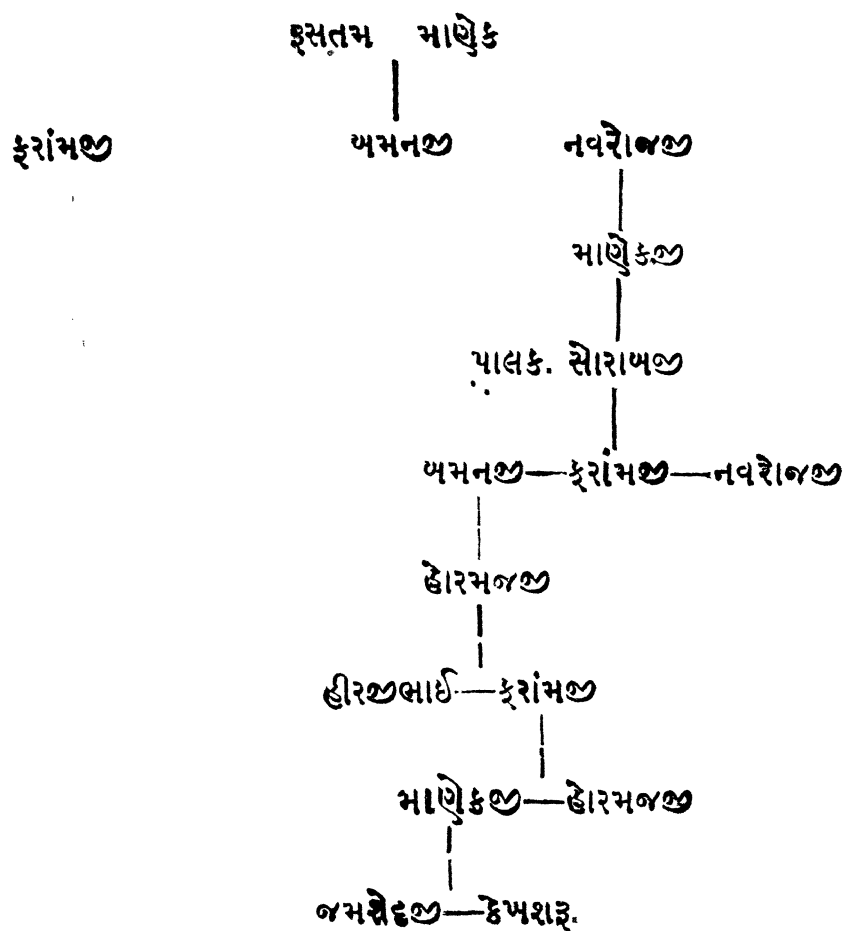 રૂસતમ માણેક
ફરાંમજી બમનજી નવરોજજી
માણેકજી
પાલક. સોરાબજી
બમનજી—ફરાંમજી—નવરોજજી
હોરમજજી
હીરજીભાઈ—ફરાંમજી
માણેકજી—હોરમજજી
જમશેદજી—કેખશરૂ.